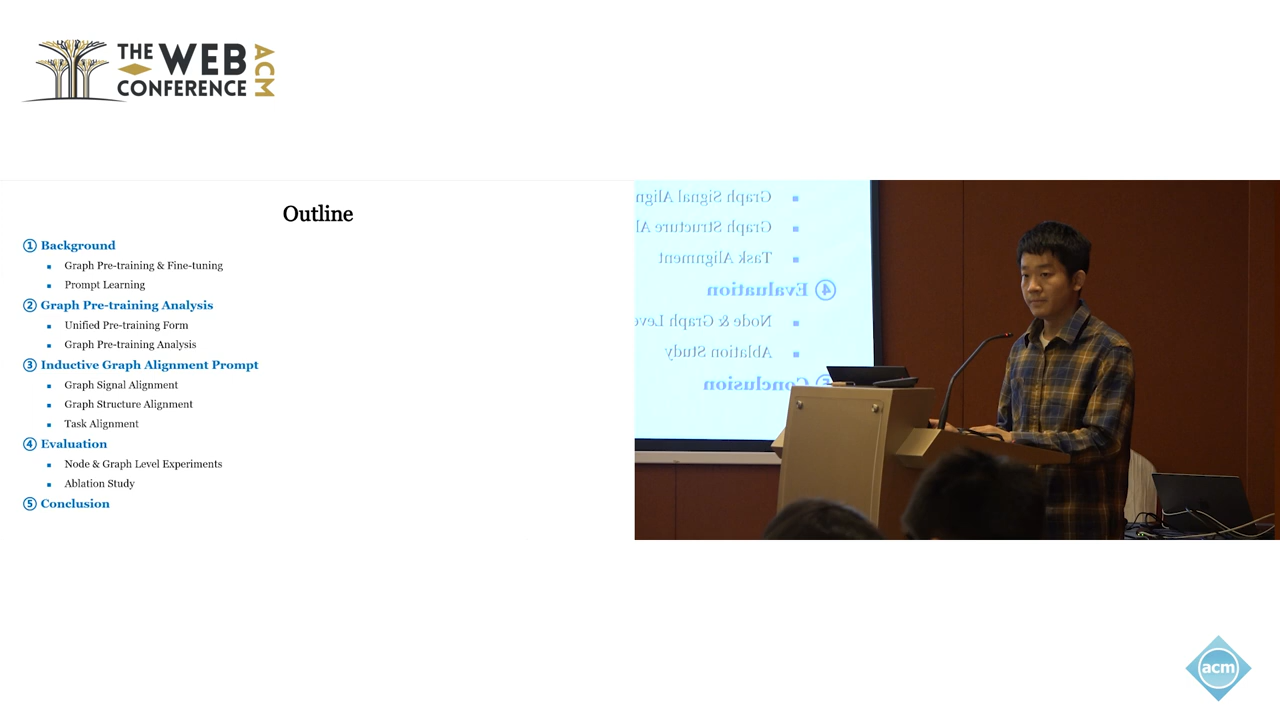 THE WEB CONFERENCE ACM
Outline
① Background
▪ Graph Pre-training & Fine-tuning
▪ Prompt Learning
② Graph Pre-training Analysis
▪ Unified Pre-training Form
▪ Graph Pre-training Analysis
③ Inductive Graph Alignment Prompt
▪ Graph Signal Alignment
▪ Graph Structure Alignment
▪ Task Alignment
④ Evaluation
▪ Node & Graph Level Experiments
▪ Ablation Study
⑤ Conclusion
Graph Signal Align
Graph Structure Al
Task Alignment
④ Evaluation
Node & Graph Leve
Ablation Study
⑤ Conclusion
acm